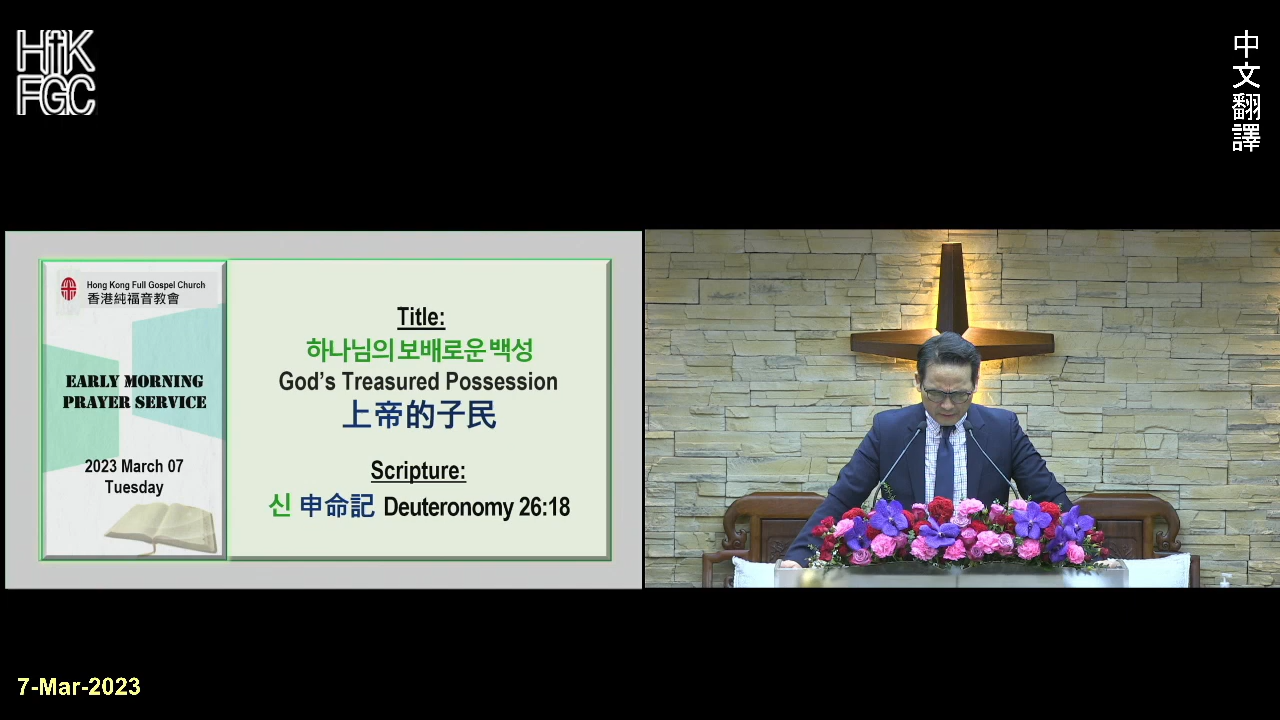 HfK
FGC
中文翻譯
Hong Kong Full Gospel Church
香港純福音教會
EARLY MORNING
PRAYER SERVICE
2023 March 07
Tuesday
Title:
하나님의 보배로운 백성
God's Treasured Possession
上帝的子民
Scripture:
신 申命記 Deuteronomy 26:18
7-Mar-2023